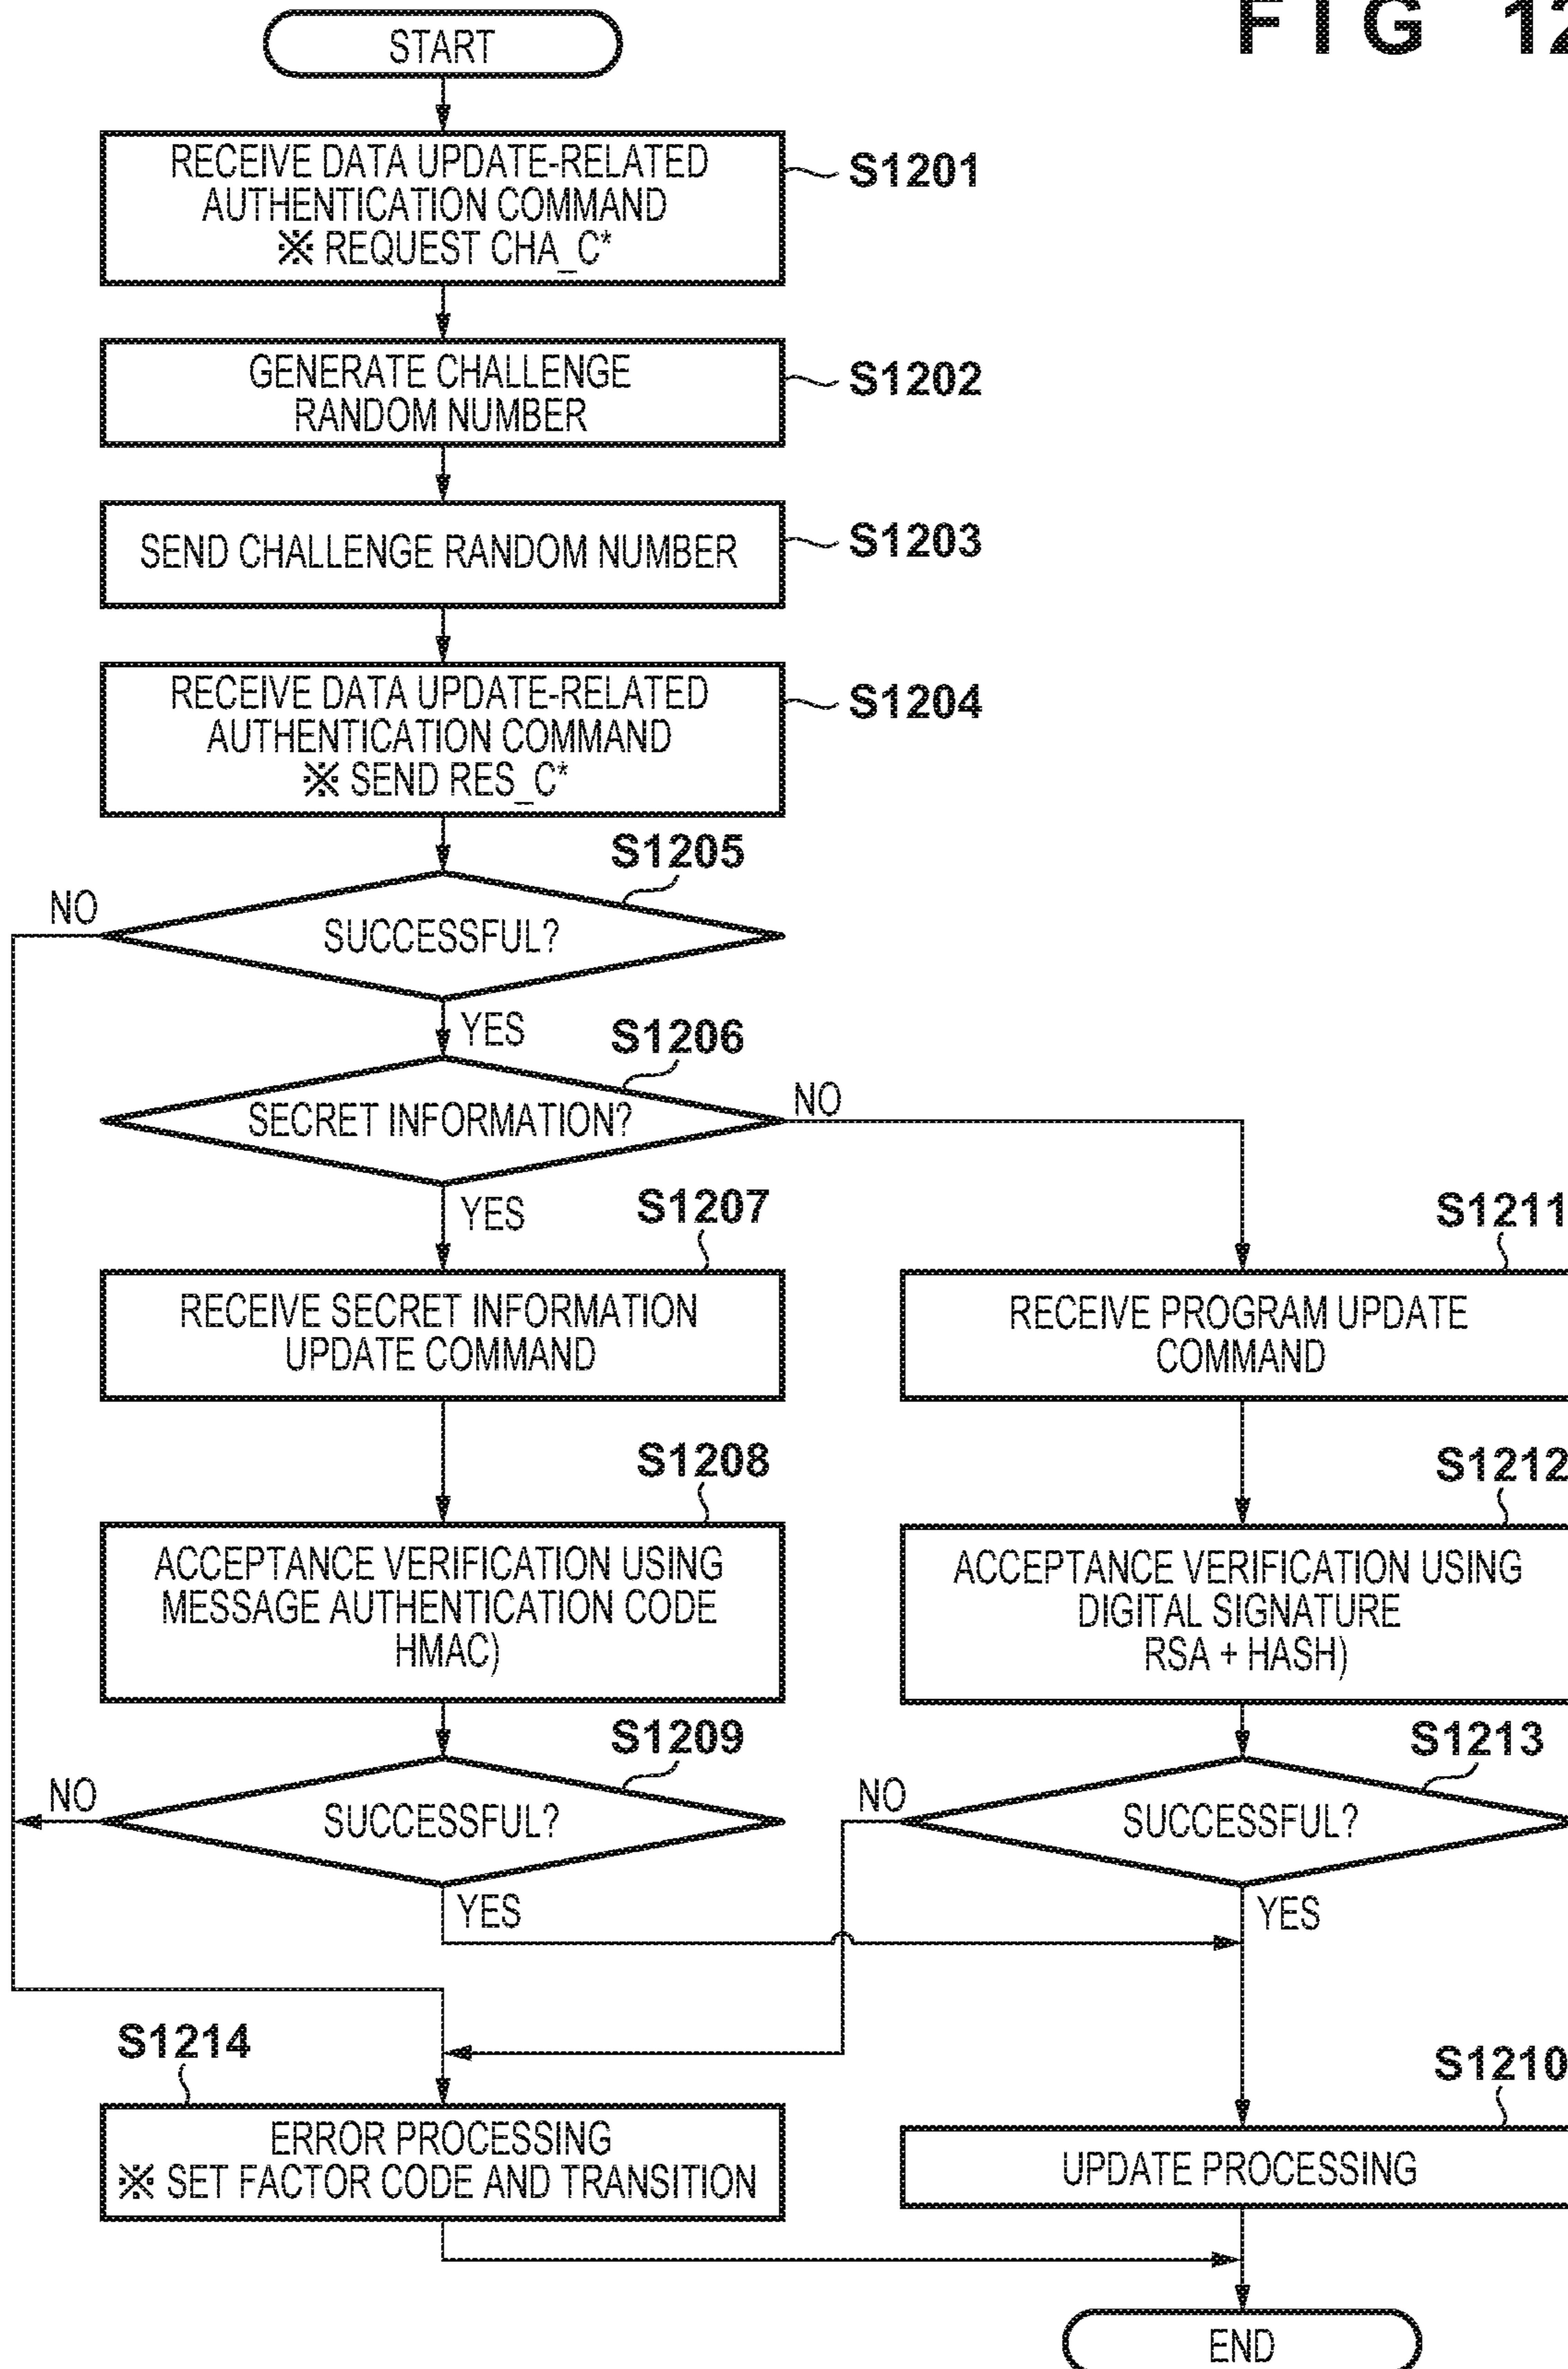 FIG 12
START
RECEIVE DATA UPDATE-RELATED
AUTHENTICATION COMMAND
※ REQUEST CHA_C*
S1201
GENERATE CHALLENGE
RANDOM NUMBER
S1202
SEND CHALLENGE RANDOM NUMBER
S1203
RECEIVE DATA UPDATE-RELATED
AUTHENTICATION COMMAND
※ SEND RES_C*
S1204
S1205
NO
SUCCESSFUL?
YES
S1206
SECRET INFORMATION?
NO
YES
S1207
RECEIVE SECRET INFORMATION
UPDATE COMMAND
S1211
RECEIVE PROGRAM UPDATE
COMMAND
S1208
ACCEPTANCE VERIFICATION USING
MESSAGE AUTHENTICATION CODE
HMAC)
S1212
ACCEPTANCE VERIFICATION USING
DIGITAL SIGNATURE
RSA + HASH)
S1209
NO
SUCCESSFUL?
YES
S1213
NO
SUCCESSFUL?
YES
S1214
ERROR PROCESSING
※ SET FACTOR CODE AND TRANSITION
S1210
UPDATE PROCESSING
END